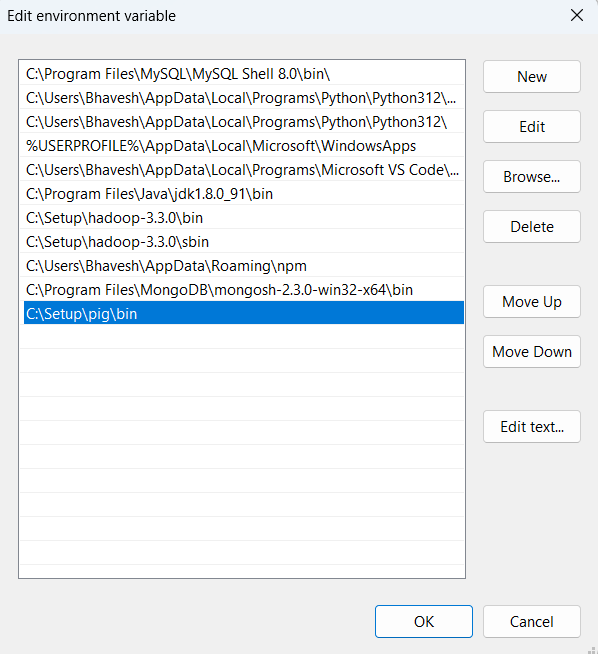 Edit environment variable
C:\Program Files\MySQL\MySQL Shell 8.0\bin\
C:\Users\Bhavesh\AppData\Local\Programs\Python\Python312\...
C:\Users\Bhavesh\AppData\Local\Programs\Python\Python312\
%USERPROFILE%\AppData\Local\Microsoft\WindowsApps
C:\Users\Bhavesh\AppData\Local\Programs\Microsoft VS Code\...
C:\Program Files\Java\jdk1.8.0_91\bin
C:\Setup\hadoop-3.3.0\bin
C:\Setup\hadoop-3.3.0\sbin
C:\Users\Bhavesh\AppData\Roaming\npm
C:\Program Files\MongoDB\mongosh-2.3.0-win32-x64\bin
C:\Setup\pig\bin
New
Edit
Browse...
Delete
Move Up
Move Down
Edit text...
OK
Cancel